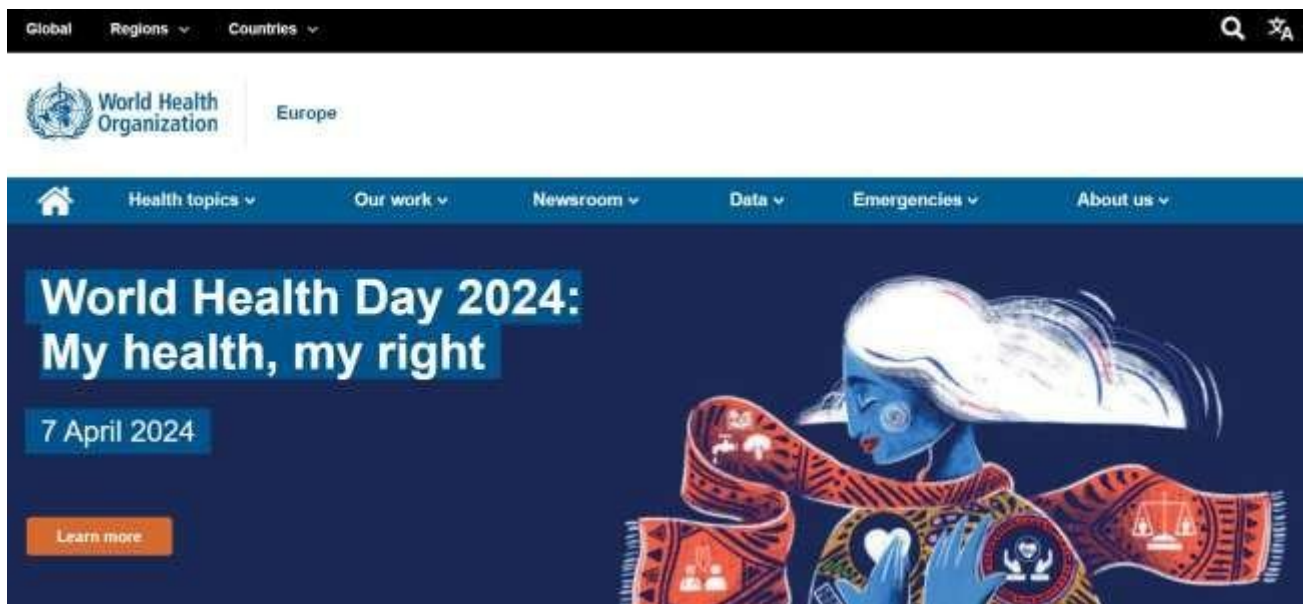 Global Regions Countries
World Health
Organization
Europe
Health topics Our work Newsroom Data Emergencies About us
World Health Day 2024:
My health, my right
7 April 2024
Learn more